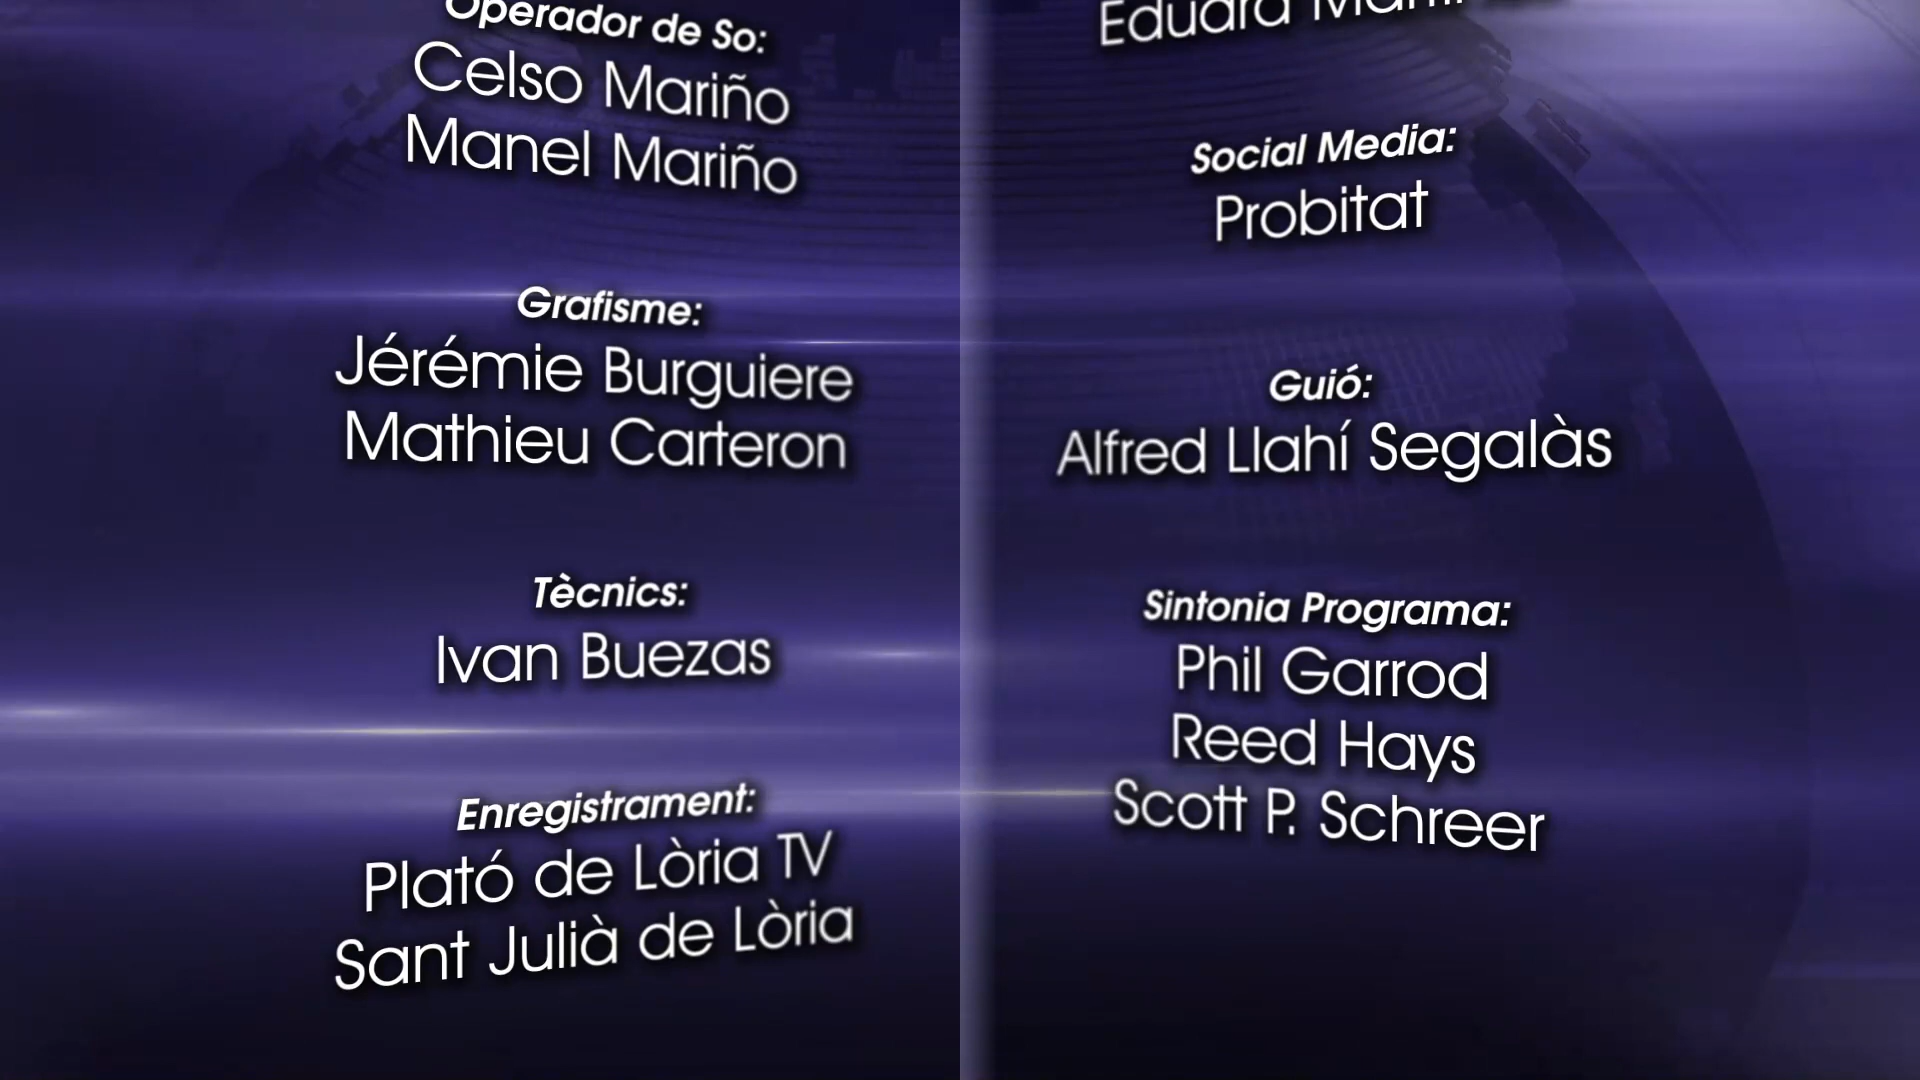 Operador de So:
Celso Mariño
Manel Mariño
Grafisme:
Jérémie Burguiere
Mathieu Carteron
Tècnics:
Ivan Buezas
Enregistrament:
Plató de Lòria TV
Sant Julià de Lòria
Eduard
Social Media:
Probitat
Guió:
Alfred Llahí Segalàs
Sintonia Programa:
Phil Garrod
Reed Hays
Scott P. Schreer